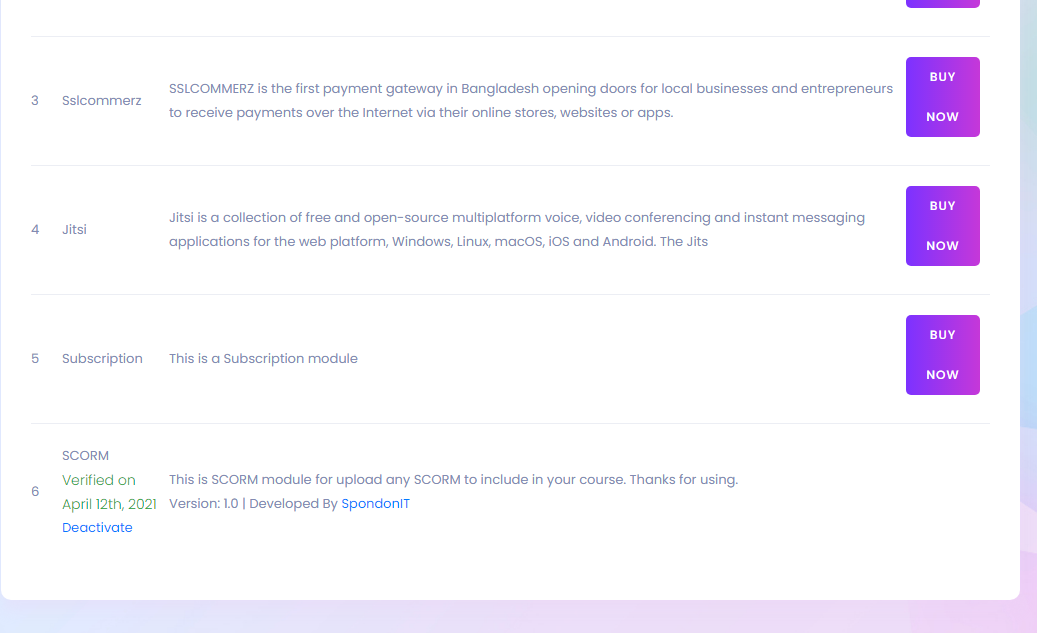 3 Sslcommerz SSLCOMMERZ is the first payment gateway in Bangladesh opening doors for local businesses and entrepreneurs
to receive payments over the Internet via their online stores, websites or apps.
BUY
NOW
4 Jitsi Jitsi is a collection of free and open-source multiplatform voice, video conferencing and instant messaging
applications for the web platform, Windows, Linux, macOS, iOS and Android. The Jits
BUY
NOW
5 Subscription This is a Subscription module
BUY
NOW
6
SCORM
Verified on
April 12th, 2021
Deactivate
This is SCORM module for upload any SCORM to include in your course. Thanks for using.
Version: 1.0 | Developed By SpondonIT